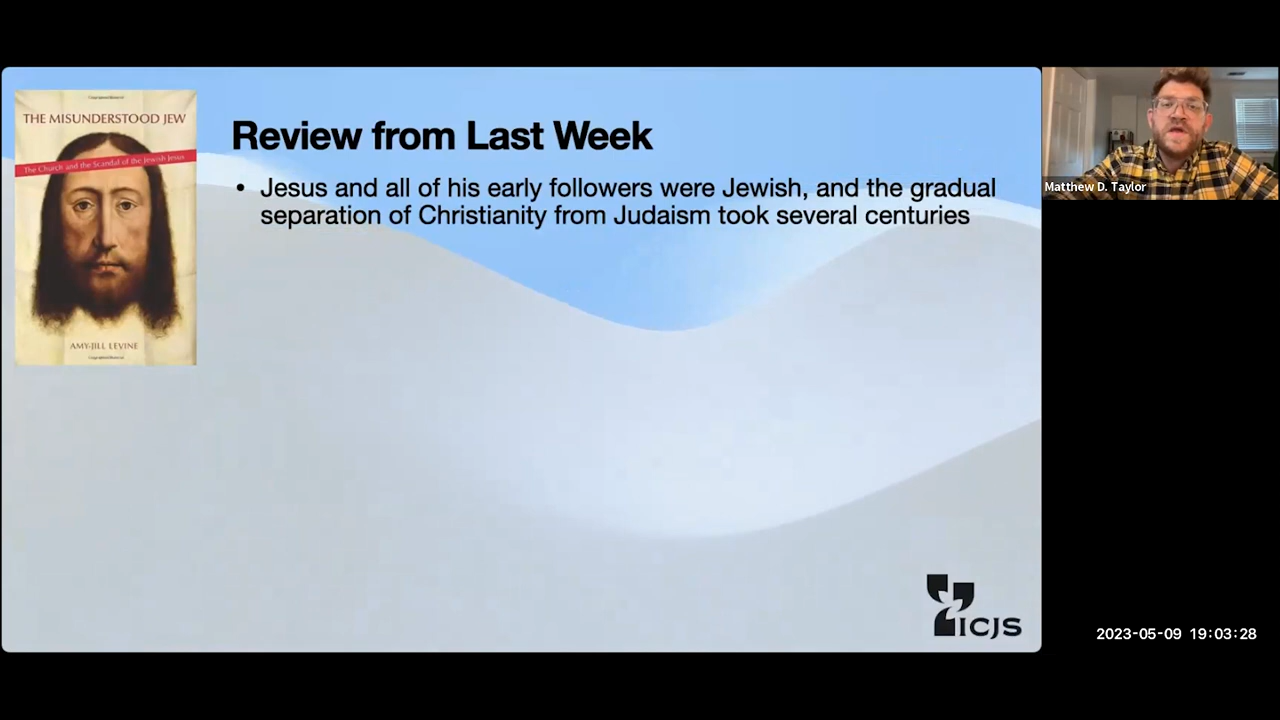 THE MISUNDERSTOOD JEW
The Church and the Scandal of the Jewish Jesus
AMY-JILL LEVINE
Review from Last Week
• Jesus and all of his early followers were Jewish, and the gradual
separation of Christianity from Judaism took several centuries
Matthew D. Taylor
ICJS
2023-05-09 19:03:28